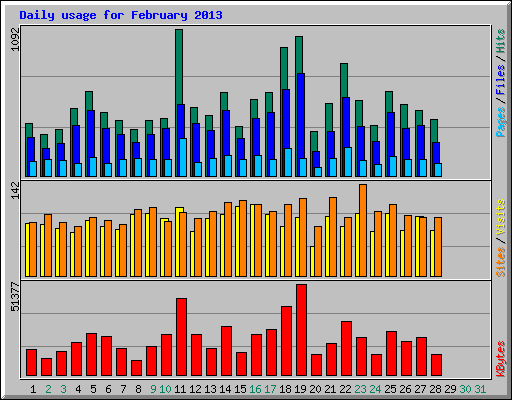 Daily usage for February 2013
1092
Pages / Files / Hits
142
Sites / Visits
51377
KBytes
1 2 3 4 5 6 7 8 9 10 11 12 13 14 15 16 17 18 19 20 21 22 23 24 25 26 27 28 29 30 31